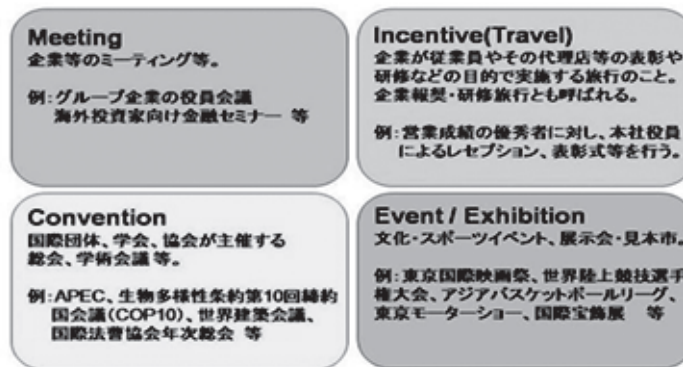 Meeting
企業等のミーティング等。
例：グループ企業の役員会議
海外投資家向け金融セミナー 等
Incentive(Travel)
企業が従業員やその代理店等の表彰や
研修などの目的で実施する旅行のこと。
企業報奨・研修旅行とも呼ばれる。
例：営業成績の優秀者に対し、本社役員
によるレセプション、表彰式等を行う。
Convention
国際団体、学会、協会が主催する
総会、学術会議等。
例：APEC、生物多様性条約第10回締約
国会議(COP10)、世界建築会議、
国際法曹協会年次総会 等
Event / Exhibition
文化・スポーツイベント、展示会・見本市。
例：東京国際映画祭、世界陸上競技選手
権大会、アジアバスケットボールリーグ、
東京モーターショー、国際宝飾展 等